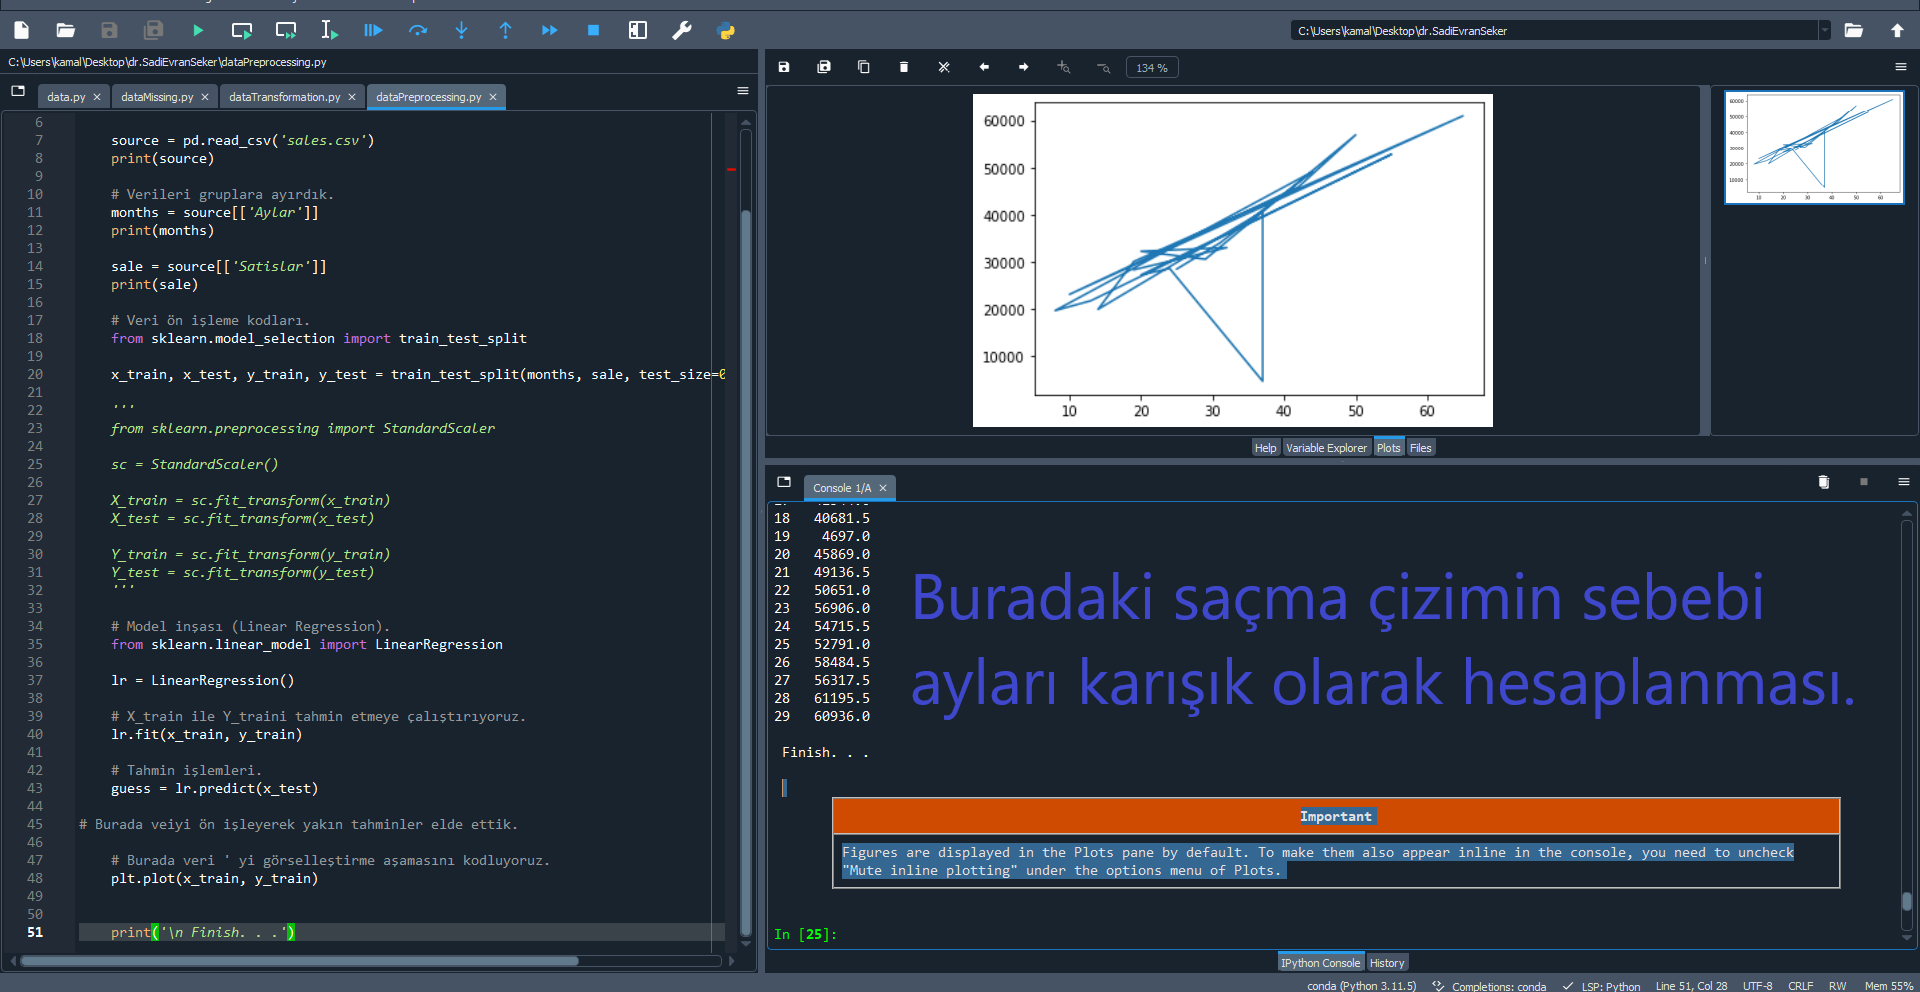 C:\Users\kamal\Desktop\dr.SadiEvranSeker
C:\Users\kamal\Desktop\dr.SadiEvranSeker\dataPreprocessing.py
data.py
dataMissing.py
dataTransformation.py
dataPreprocessing.py
6
7 source = pd.read_csv('sales.csv')
8 print(source)
9
10 # Verileri gruplara ayırdık.
11 months = source[['Aylar']]
12 print(months)
13
14 sale = source[['Satislar']]
15 print(sale)
16
17 # Veri ön işleme kodları.
18 from sklearn.model_selection import train_test_split
19
20 x_train, x_test, y_train, y_test = train_test_split(months, sale, test_size=0
21
22 '''
23 from sklearn.preprocessing import StandardScaler
24
25 sc = StandardScaler()
26
27 X_train = sc.fit_transform(x_train)
28 X_test = sc.fit_transform(x_test)
29
30 Y_train = sc.fit_transform(y_train)
31 Y_test = sc.fit_transform(y_test)
32 '''
33
34 # Model inşası (Linear Regression).
35 from sklearn.linear_model import LinearRegression
36
37 lr = LinearRegression()
38
39 # X_train ile Y_traini tahmin etmeye çalıştırıyoruz.
40 lr.fit(x_train, y_train)
41
42 # Tahmin işlemleri.
43 guess = lr.predict(x_test)
44
45 # Burada veiyi ön işleyerek yakın tahminler elde ettik.
46
47 # Burada veri ' yi görselleştirme aşamasını kodluyoruz.
48 plt.plot(x_train, y_train)
49
50
51 print('\n Finish. . .')
134 %
60000
50000
40000
30000
20000
10000
10 20 30 40 50 60
60000
50000
40000
30000
20000
10000
10 20 30 40 50 60
Help
Variable Explorer
Plots
Files
Console 1/A
18 40681.5
19 4697.0
20 45869.0
21 49136.5
22 50651.0
23 56906.0
24 54715.5
25 52791.0
26 58484.5
27 56317.5
28 61195.5
29 60936.0
Buradaki saçma çizimin sebebi
ayları karışık olarak hesaplanması.
Finish. . .
Important
Figures are displayed in the Plots pane by default. To make them also appear inline in the console, you need to uncheck
"Mute inline plotting" under the options menu of Plots.
In [25]:
IPython Console
History
conda (Python 3.11.5)
Completions: conda
LSP: Python
Line 51, Col 28
UTF-8
CRLF
RW
Mem 55%